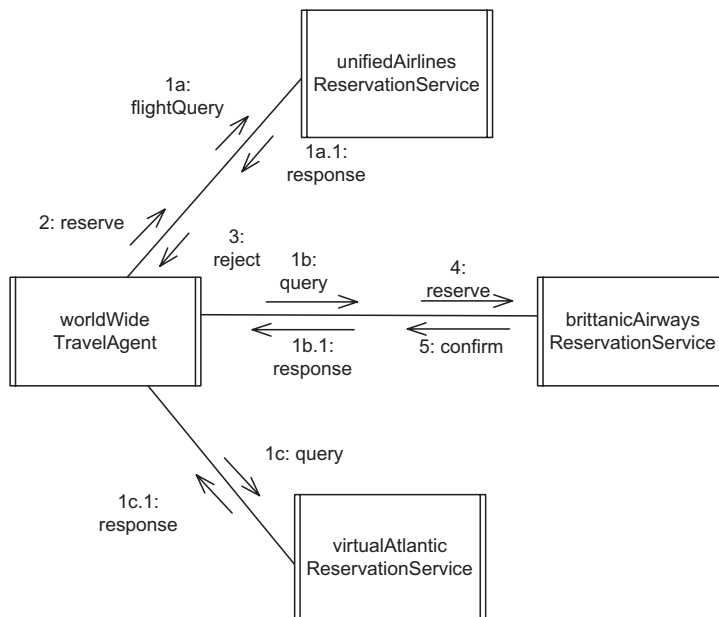 unifiedAirlines
ReservationService
1a:
flightQuery
1a.1:
response
2: reserve
3:
reject
1b:
query
4:
reserve
worldWide
TravelAgent
brittanicAirways
ReservationService
1b.1:
response
5: confirm
1c: query
1c.1:
response
virtualAtlantic
ReservationService